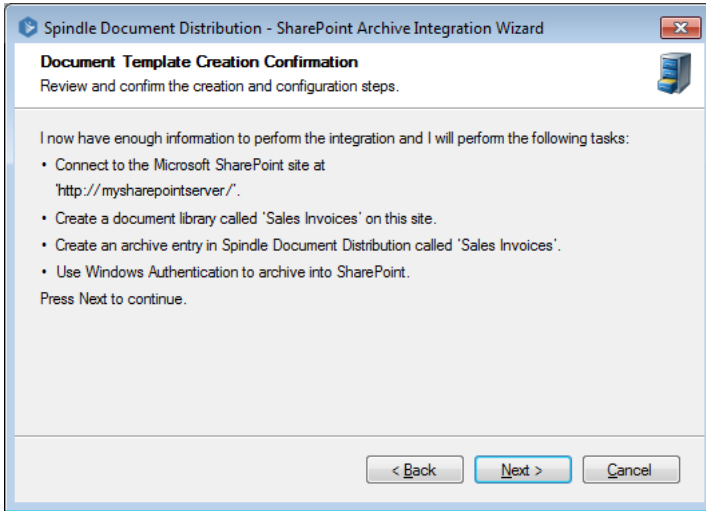 Spindle Document Distribution - SharePoint Archive Integration Wizard
Document Template Creation Confirmation
Review and confirm the creation and configuration steps.
I now have enough information to perform the integration and I will perform the following tasks:
• Connect to the Microsoft SharePoint site at
'http://mysharepointserver/'.
• Create a document library called 'Sales Invoices' on this site.
• Create an archive entry in Spindle Document Distribution called 'Sales Invoices'.
• Use Windows Authentication to archive into SharePoint.
Press Next to continue.
< Back
Next >
Cancel